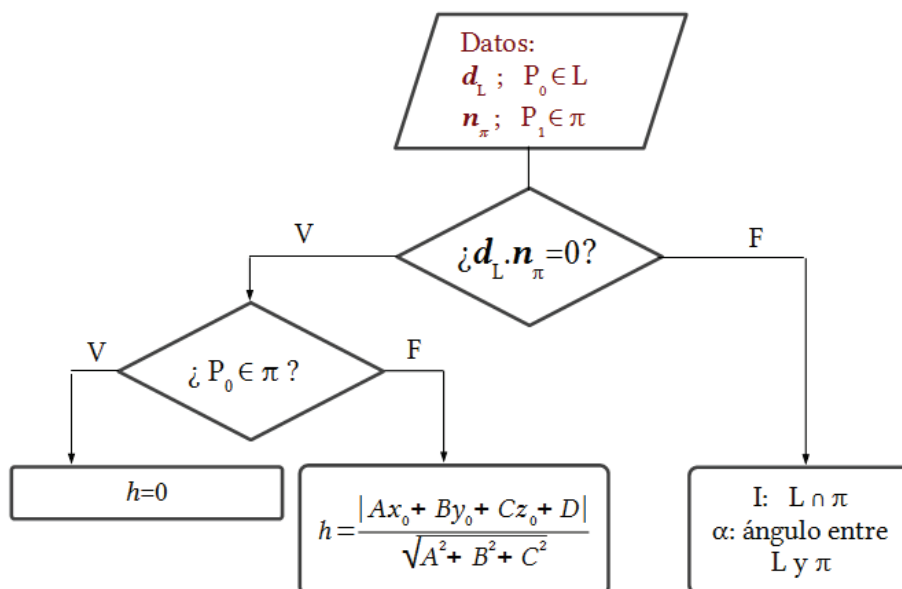 Datos:
d_L ; P_0 ∈ L
n_π ; P_1 ∈ π
V
F
¿d_L.n_π=0?
V
F
¿ P_0 ∈ π ?
h=0
h = |Ax_0 + By_0 + Cz_0 + D| / √(A² + B² + C²)
I: L ∩ π
α: ángulo entre
L y π